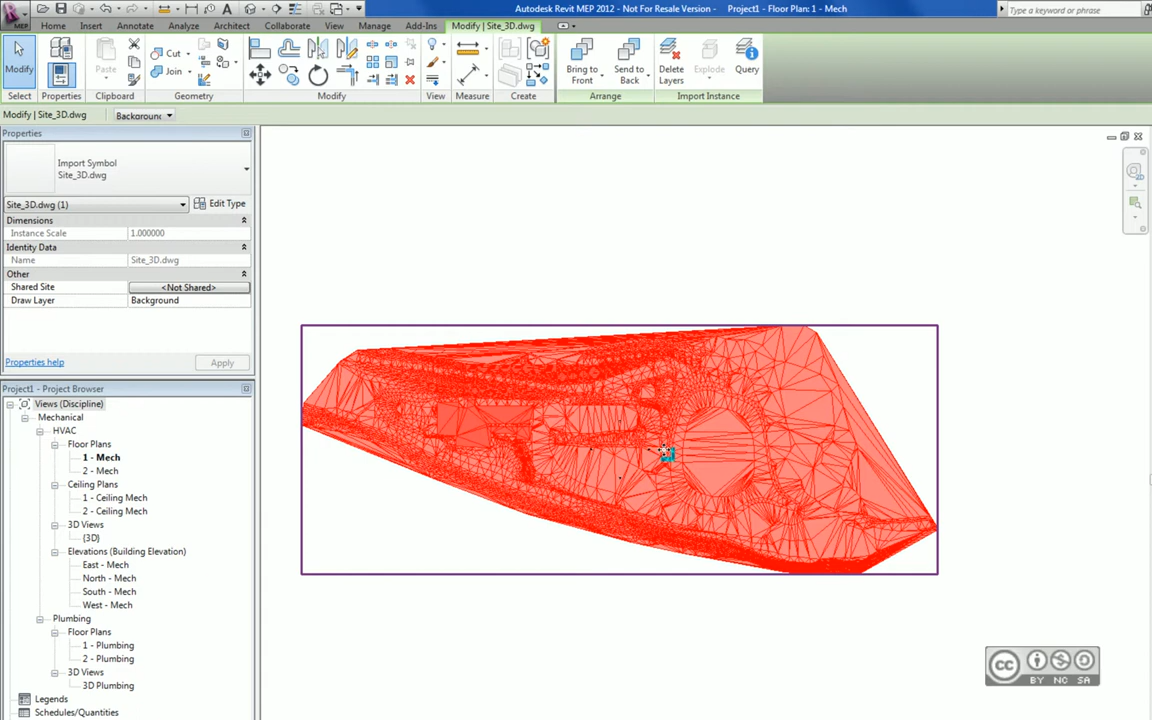 Autodesk Revit MEP 2012 - Not For Resale Version - Project1 - Floor Plan: 1 - Mech
Type a keyword or phrase
MEP
Home Insert Annotate Analyze Architect Collaborate View Manage Add-Ins Modify | Site_3D.dwg
Modify
Paste
Cut
Join
Bring to Front
Send to Back
Delete Layers
Explode
Query
Select Properties Clipboard Geometry Modify View Measure Create Arrange Import Instance
Modify | Site_3D.dwg Background
Properties
Import Symbol
Site_3D.dwg
Site_3D.dwg (1) Edit Type
Dimensions
Instance Scale 1.000000
Identity Data
Name Site_3D.dwg
Other
Shared Site <Not Shared>
Draw Layer Background
Properties help Apply
Project1 - Project Browser
Views (Discipline)
Mechanical
HVAC
Floor Plans
1 - Mech
2 - Mech
Ceiling Plans
1 - Ceiling Mech
2 - Ceiling Mech
3D Views
{3D}
Elevations (Building Elevation)
East - Mech
North - Mech
South - Mech
West - Mech
Plumbing
Floor Plans
1 - Plumbing
2 - Plumbing
3D Views
3D Plumbing
Legends
Schedules/Quantities
cc
BY NC SA